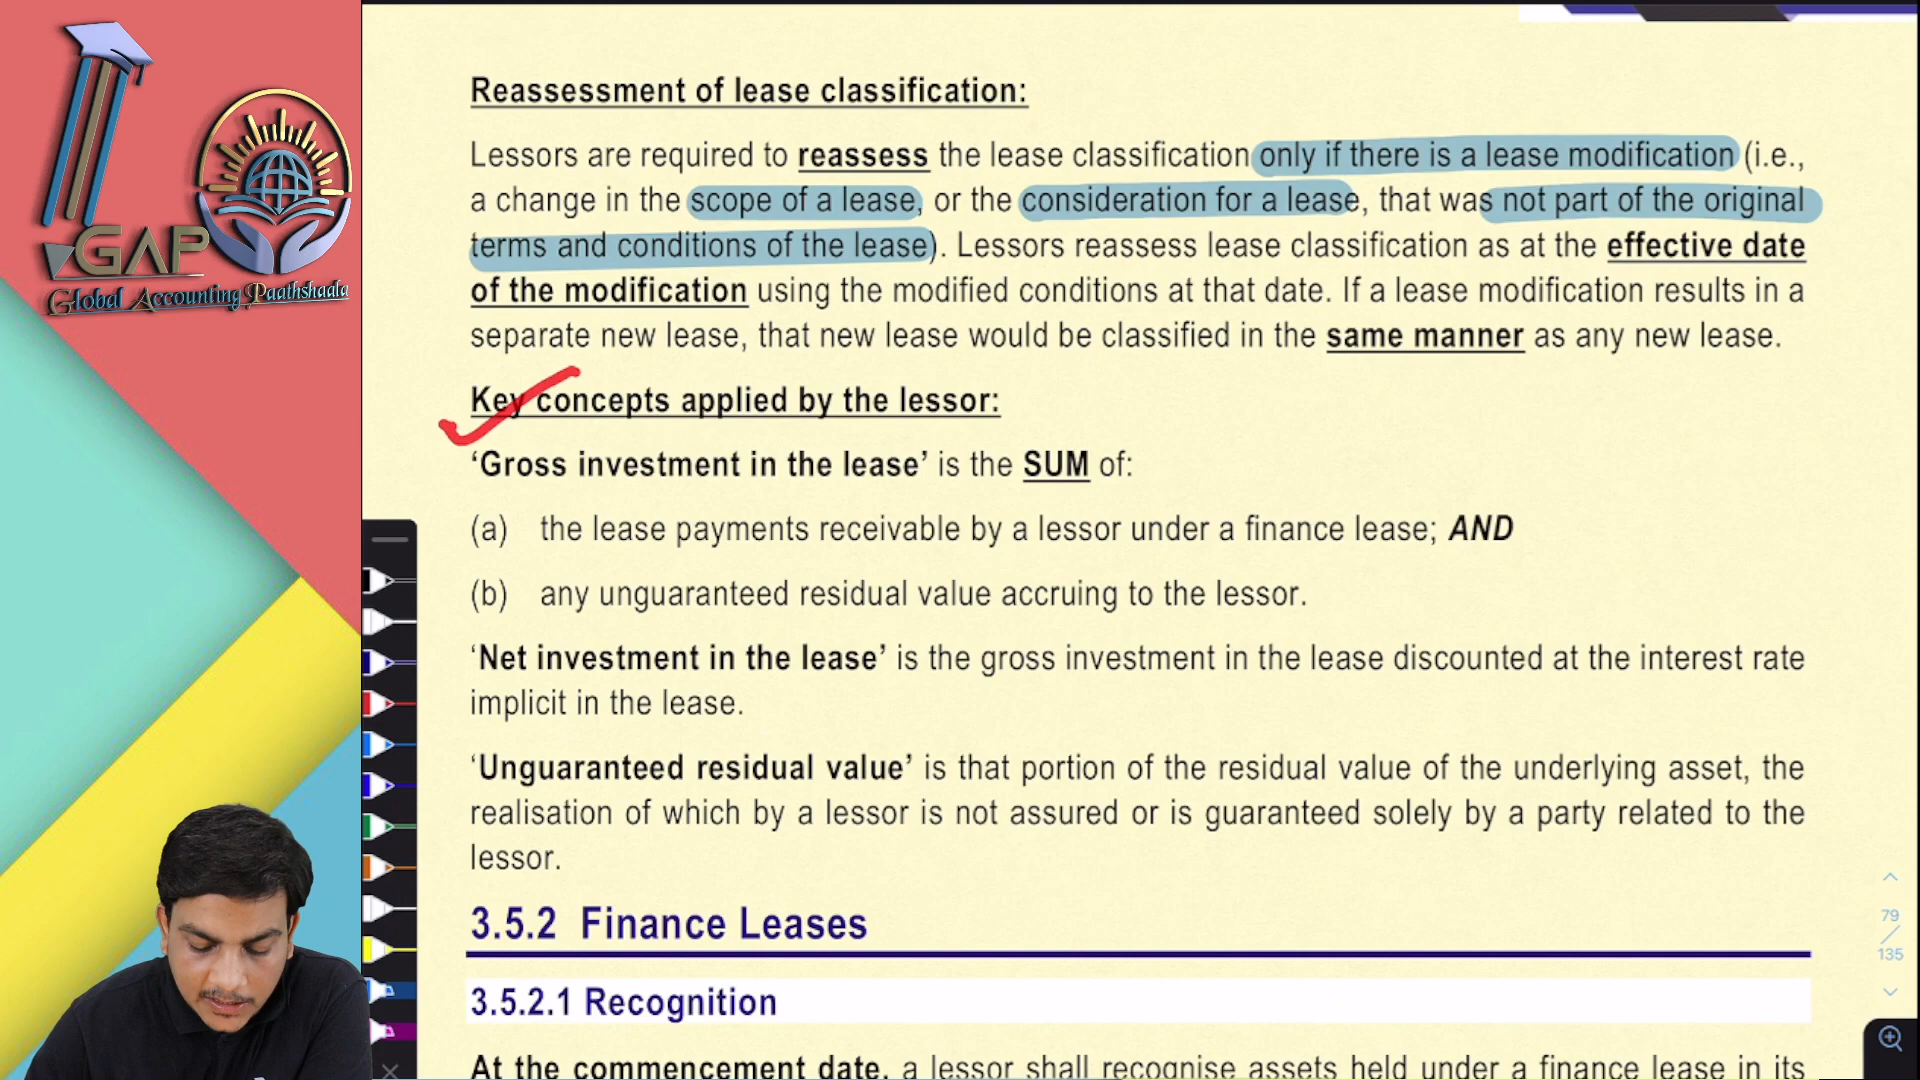 GAP
Global Accounting Paathshaala
Reassessment of lease classification:
Lessors are required to reassess the lease classification only if there is a lease modification (i.e.,
a change in the scope of a lease, or the consideration for a lease, that was not part of the original
terms and conditions of the lease). Lessors reassess lease classification as at the effective date
of the modification using the modified conditions at that date. If a lease modification results in a
separate new lease, that new lease would be classified in the same manner as any new lease.
Key concepts applied by the lessor:
‘Gross investment in the lease’ is the SUM of:
(a) the lease payments receivable by a lessor under a finance lease; AND
(b) any unguaranteed residual value accruing to the lessor.
‘Net investment in the lease’ is the gross investment in the lease discounted at the interest rate
implicit in the lease.
‘Unguaranteed residual value’ is that portion of the residual value of the underlying asset, the
realisation of which by a lessor is not assured or is guaranteed solely by a party related to the
lessor.
3.5.2 Finance Leases
3.5.2.1 Recognition
At the commencement date, a lessor shall recognise assets held under a finance lease in its
79
/
135